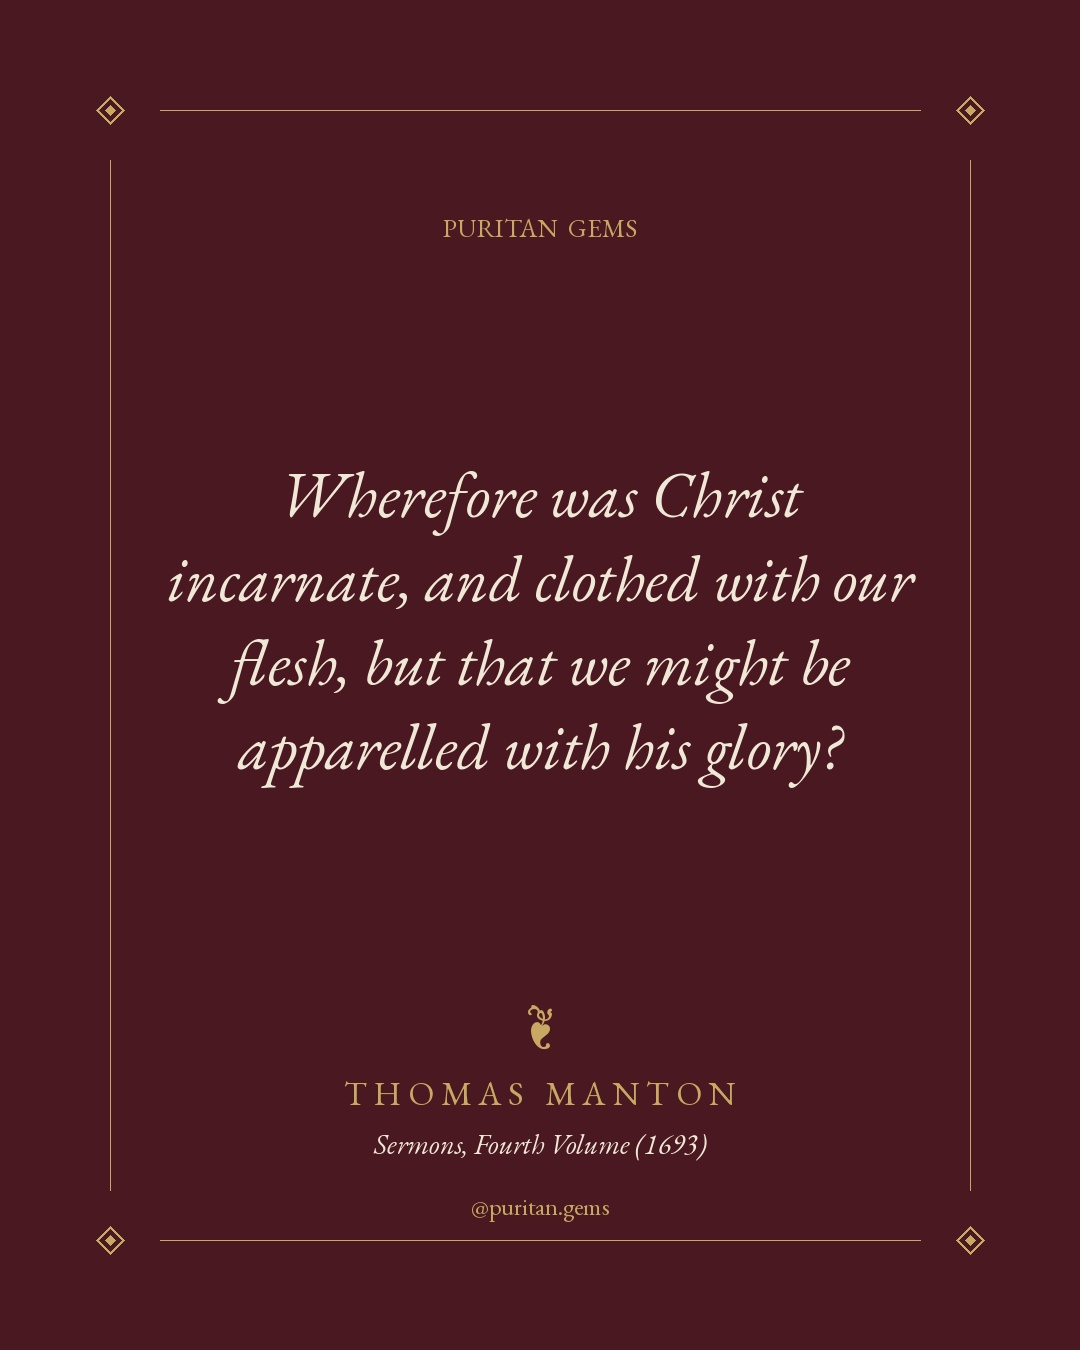 PURITAN GEMS
Wherefore was Christ
incarnate, and clothed with our
flesh, but that we might be
apparelled with his glory?
THOMAS MANTON
Sermons, Fourth Volume (1693)
@puritan.gems